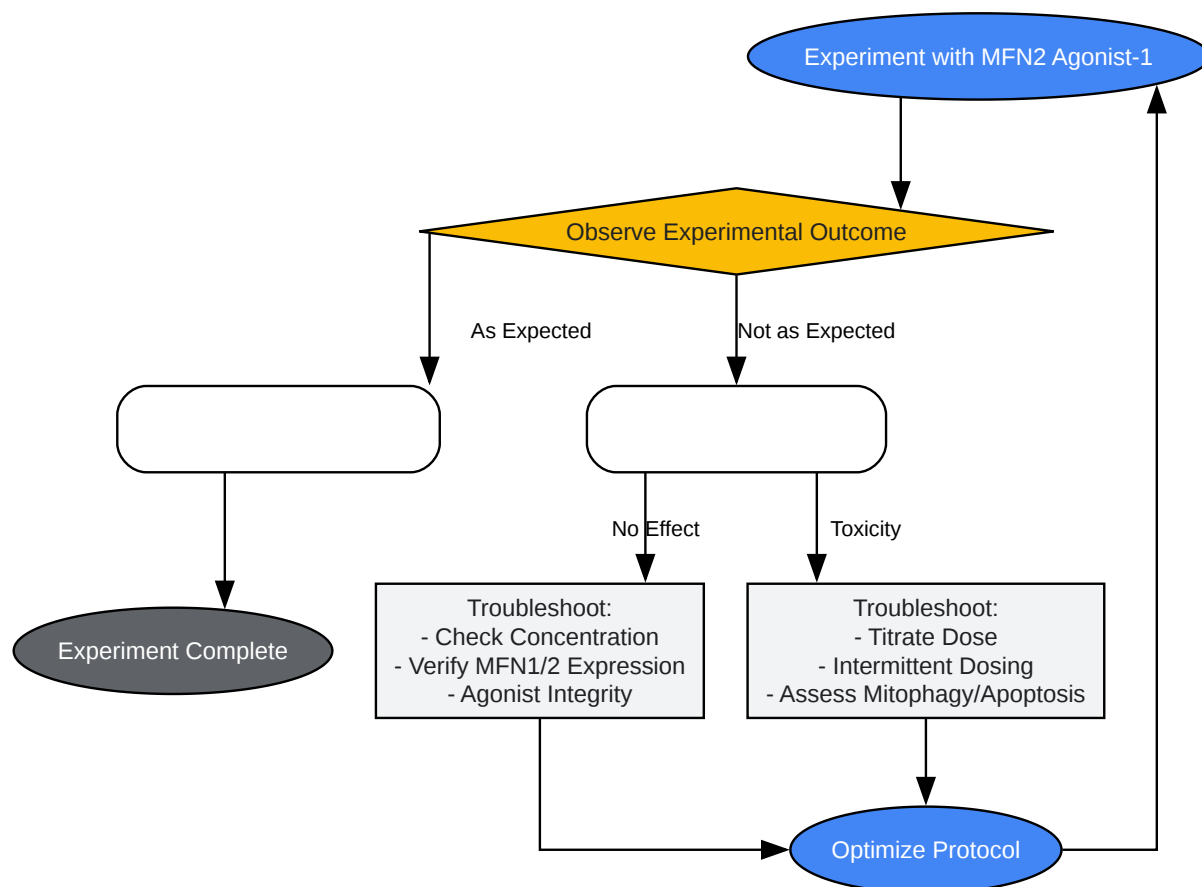 Experiment with MFN2 Agonist-1
Observe Experimental Outcome
As Expected
Not as Expected
No Effect
Toxicity
Troubleshoot:
- Check Concentration
- Verify MFN1/2 Expression
- Agonist Integrity
Troubleshoot:
- Titrate Dose
- Intermittent Dosing
- Assess Mitophagy/Apoptosis
Experiment Complete
Optimize Protocol